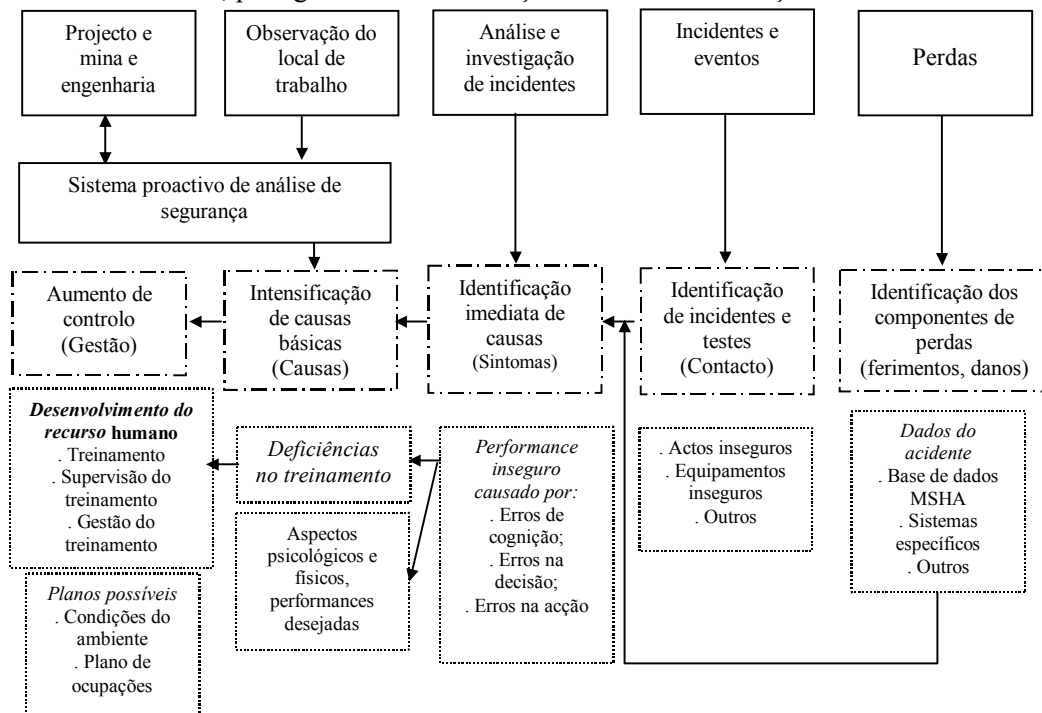 Projecto e
mina e
engenharia
Observação do
local de
trabalho
Análise e
investigação
de incidentes
Incidentes e
eventos
Perdas
Sistema proactivo de análise de
segurança
Aumento de
controlo
(Gestão)
Intensificação
de causas
básicas
(Causas)
Identificação
imediata de
causas
(Sintomas)
Identificação
de incidentes e
testes
(Contacto)
Identificação dos
componentes de
perdas
(ferimentos, danos)
Desenvolvimento do
recurso humano
. Treinamento
. Supervisão do
treinamento
. Gestão do
treinamento
Deficiências
no treinamento
Performance
inseguro
causado por:
. Erros de
cognição;
. Erros na
decisão;
. Erros na acção
. Actos inseguros
. Equipamentos
inseguros
. Outros
Dados do
acidente
. Base de dados
MSHA
. Sistemas
específicos
. Outros
Aspectos
psicológicos e
físicos,
performances
desejadas
Planos possíveis
. Condições do
ambiente
. Plano de
ocupações